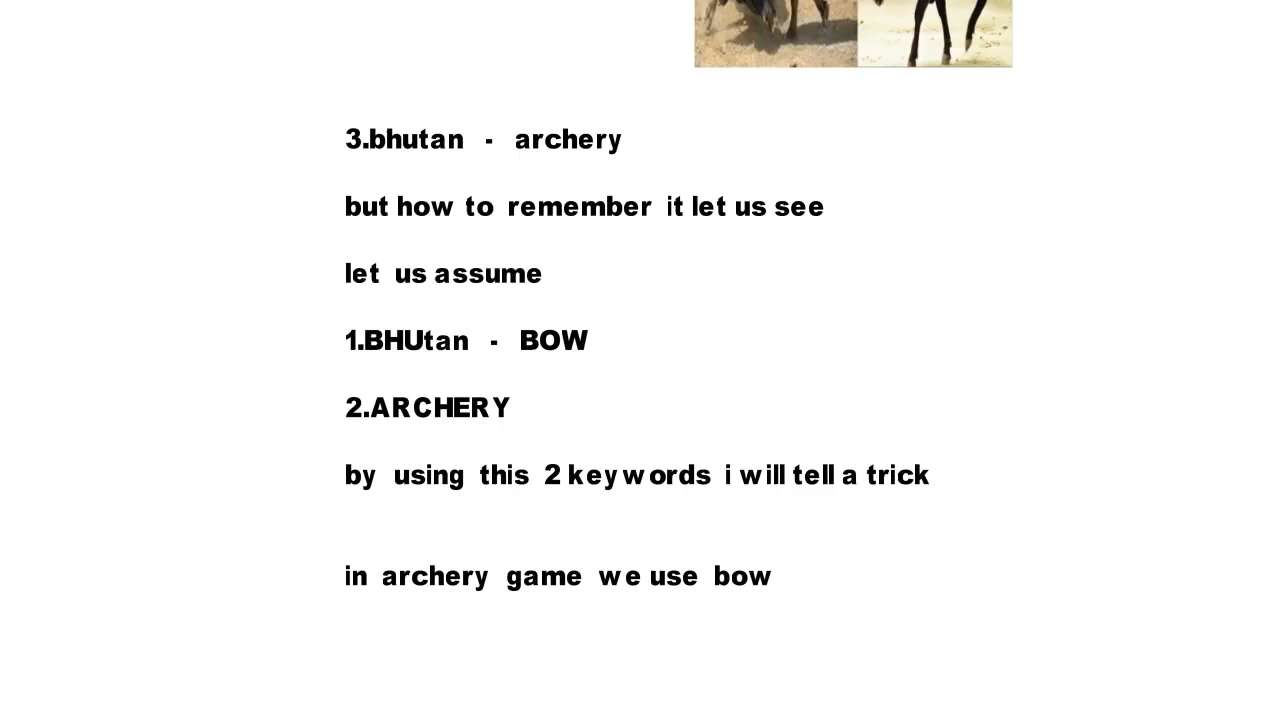 3.bhutan - archery
but how to remember it let us see
let us assume
1.BHUtan - BOW
2.ARCHERY
by using this 2 keywords i will tell a trick
in archery game we use bow